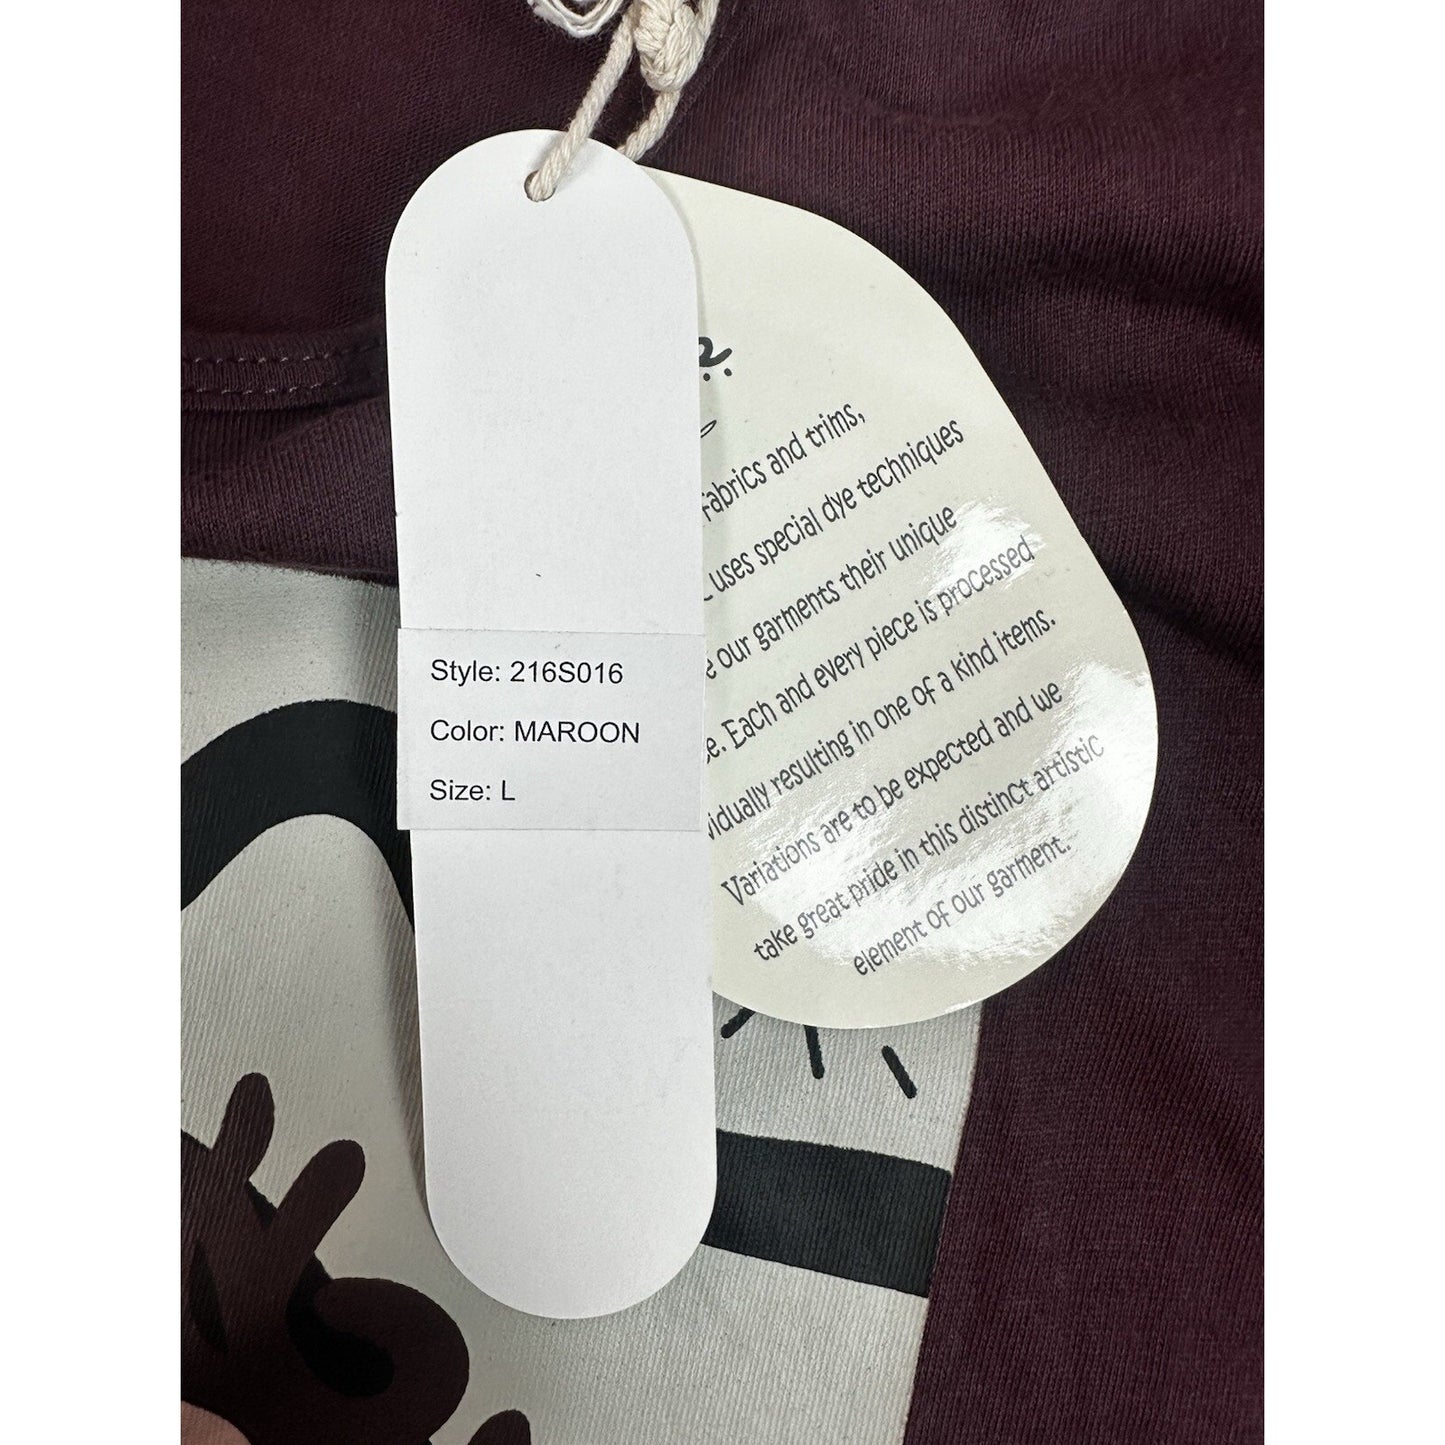 Style: 216S016
Color: MAROON
Size: L
fabrics and trims,
uses special dye techniques
our garments their unique
Each and every piece is processed
resulting in one of a kind items.
Variations are to be expected and we
take great pride in this distinct artistic
element of our garment.